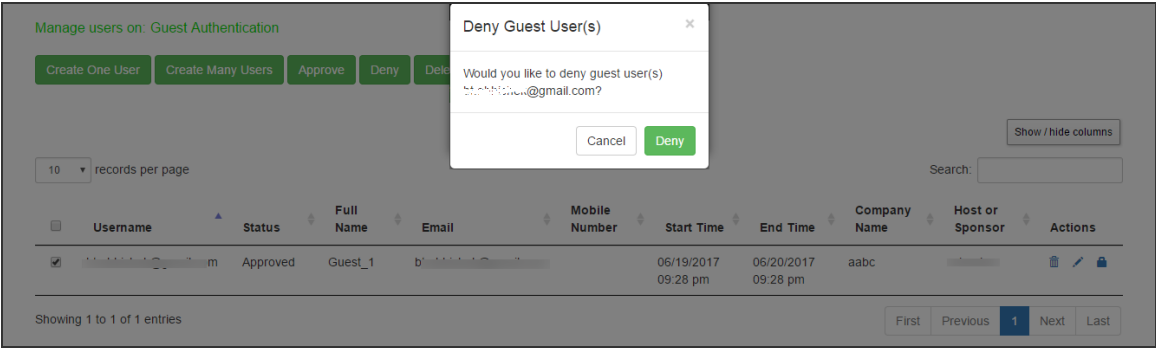 Manage users on: Guest Authentication
Create One User Create Many Users Approve Deny
Deny Guest User(s) ×
Would you like to deny guest user(s)
@gmail.com?
Cancel Deny
Show / hide columns
10 records per page Search:
Username Status Full Name Email Mobile Number Start Time End Time Company Name Host or Sponsor Actions
Approved Guest_1 06/19/2017 06/20/2017 aabc
09:28 pm 09:28 pm
Showing 1 to 1 of 1 entries First Previous 1 Next Last